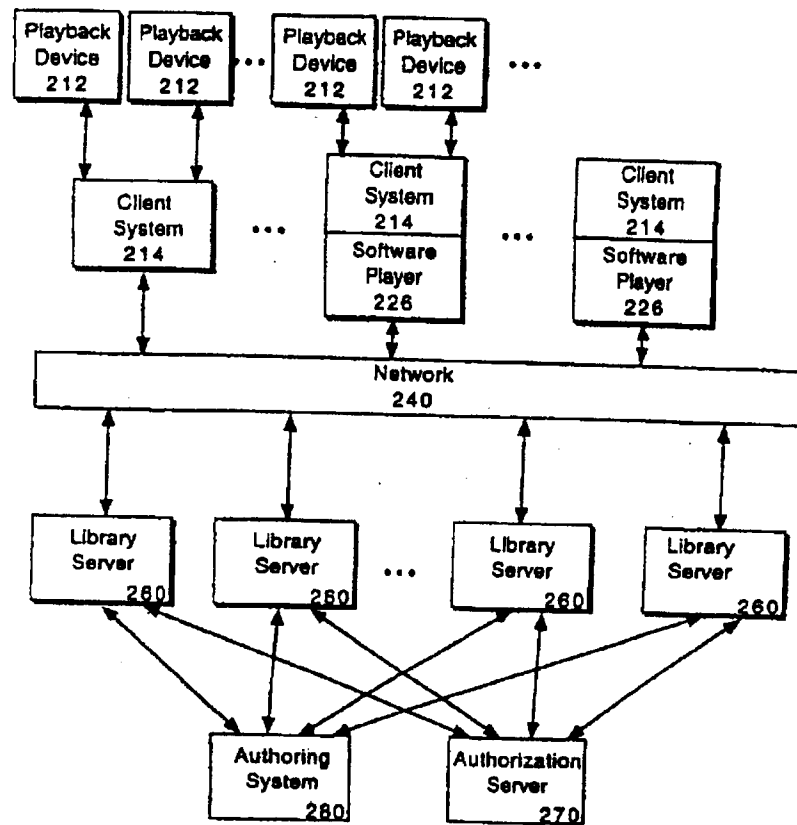 Playback Device 212
Playback Device 212
...
Playback Device 212
Playback Device 212
...
Client System 214
...
Client System 214
Software Player 226
...
Client System 214
Software Player 226
Network
240
Library Server 260
Library Server 260
...
Library Server 260
Library Server 260
Authoring System 280
Authorization Server 270